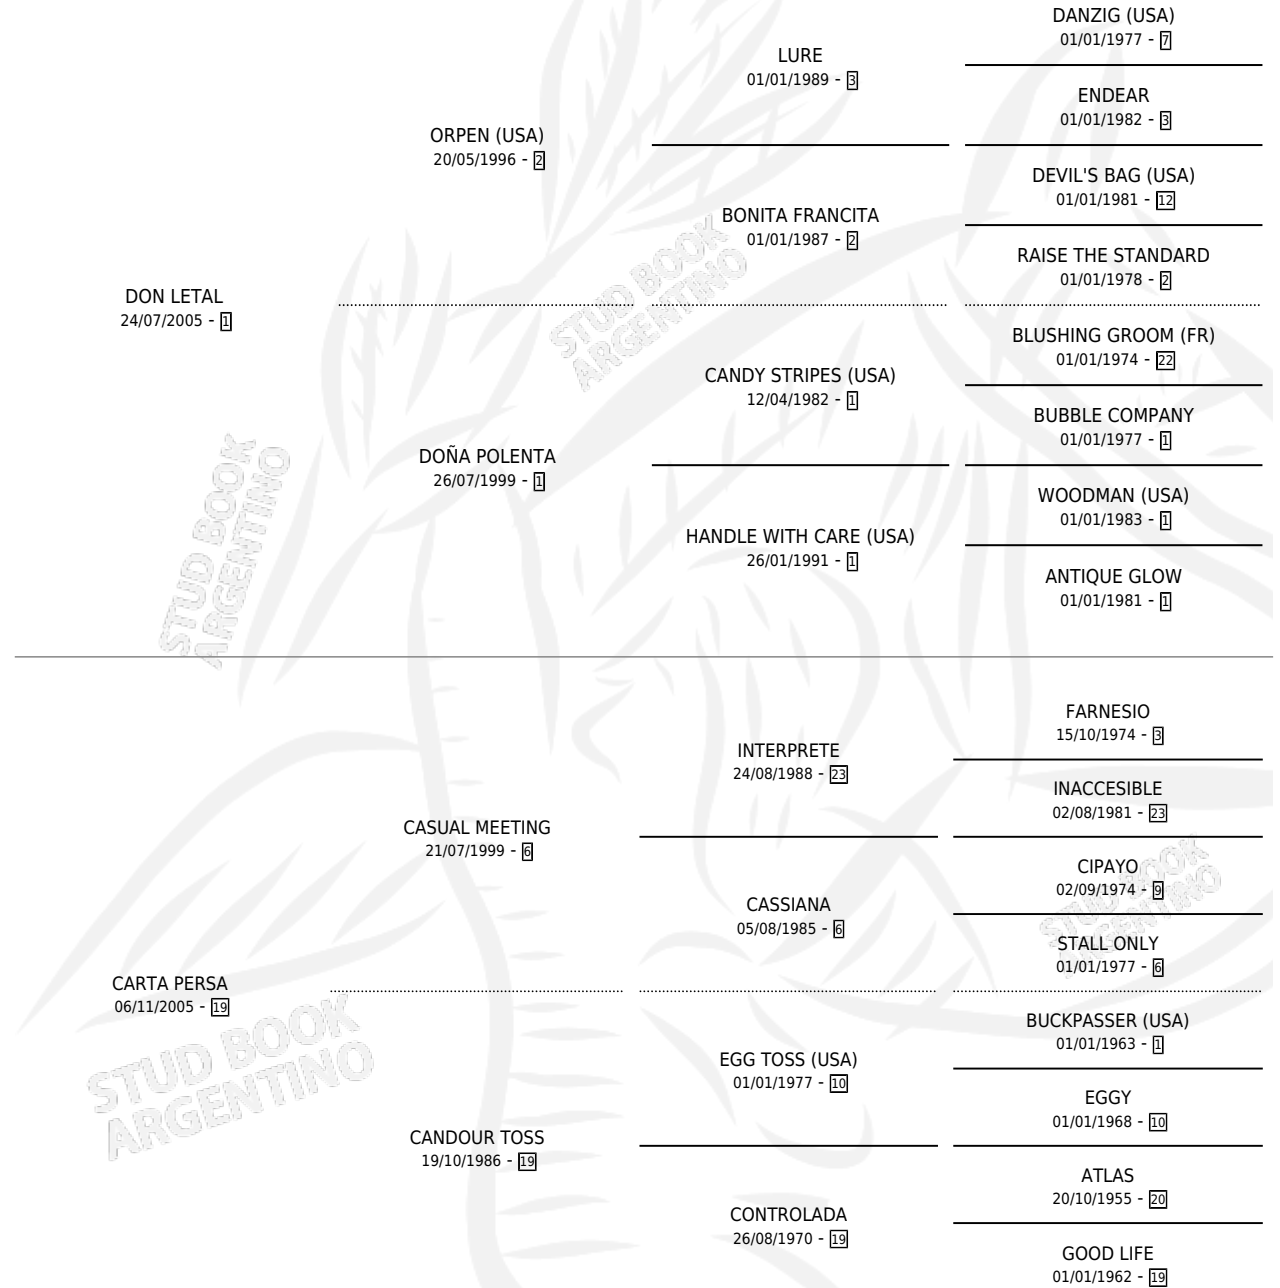 DANZIG (USA)
01/01/1977 - 7
LURE
01/01/1989 - 3
ENDEAR
01/01/1982 - 3
ORPEN (USA)
20/05/1996 - 2
DEVIL'S BAG (USA)
01/01/1981 - 12
BONITA FRANCITA
01/01/1987 - 2
RAISE THE STANDARD
01/01/1978 - 2
DON LETAL
24/07/2005 - 1
STUD BOOK
ARGENTINO
BLUSHING GROOM (FR)
01/01/1974 - 22
CANDY STRIPES (USA)
12/04/1982 - 1
BUBBLE COMPANY
01/01/1977 - 1
DOÑA POLENTA
26/07/1999 - 1
WOODMAN (USA)
01/01/1983 - 1
HANDLE WITH CARE (USA)
26/01/1991 - 1
ANTIQUE GLOW
01/01/1981 - 1
STUD BOOK
ARGENTINO
FARNESIO
15/10/1974 - 3
INTERPRETE
24/08/1988 - 23
INACCESIBLE
02/08/1981 - 23
CASUAL MEETING
21/07/1999 - 6
CIPAYO
02/09/1974 - 9
CASSIANA
05/08/1985 - 6
STALL ONLY
01/01/1977 - 6
STUD BOOK
ARGENTINO
CARTA PERSA
06/11/2005 - 19
BUCKPASSER (USA)
01/01/1963 - 1
EGG TOSS (USA)
01/01/1977 - 10
EGGY
01/01/1968 - 10
STUD BOOK
ARGENTINO
CANDOUR TOSS
19/10/1986 - 19
ATLAS
20/10/1955 - 20
CONTROLADA
26/08/1970 - 19
GOOD LIFE
01/01/1962 - 19